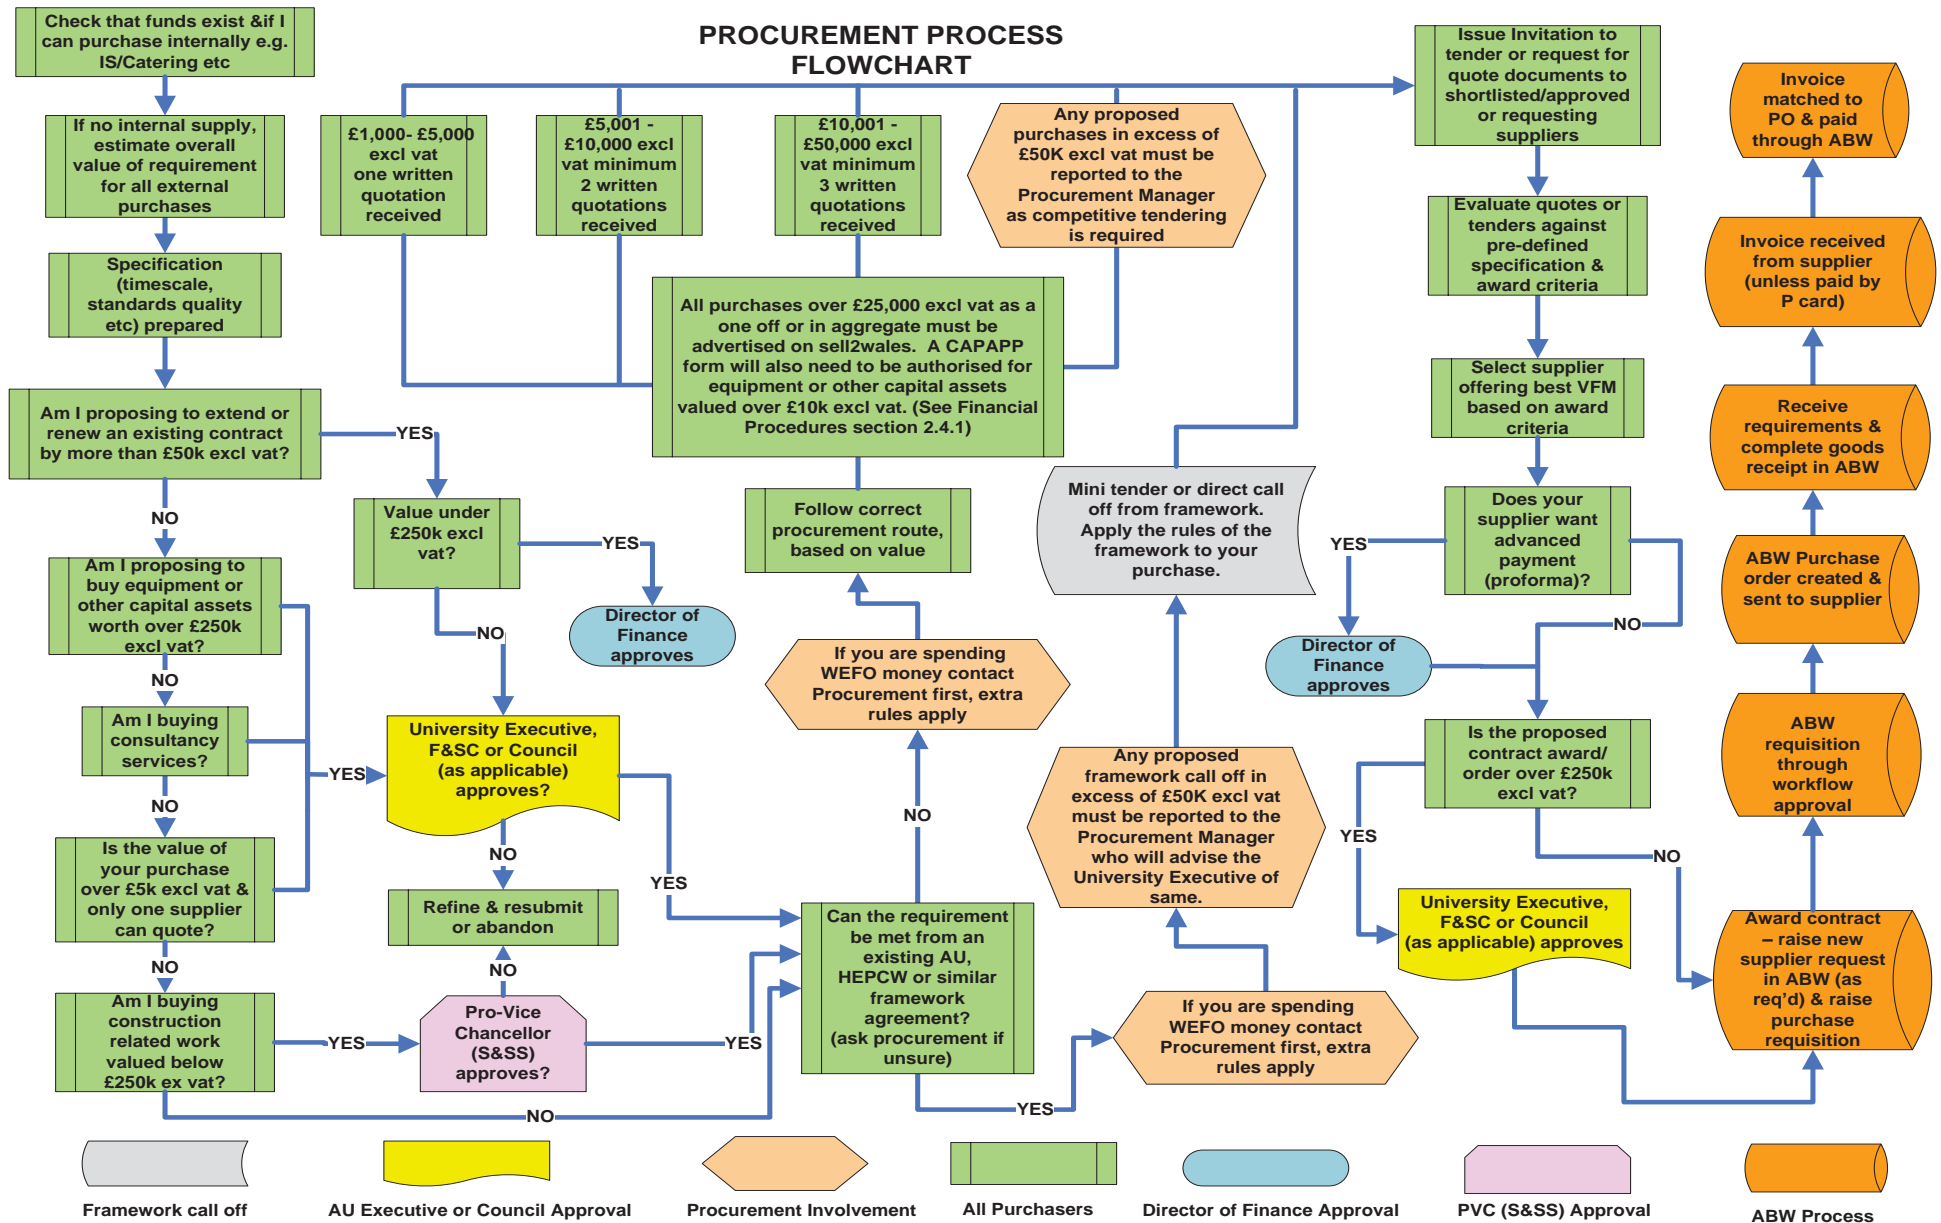 PROCUREMENT PROCESS
FLOWCHART
Check that funds exist &if I
can purchase internally e.g.
IS/Catering etc
If no internal supply,
estimate overall
value of requirement
for all external
purchases
Specification
(timescale,
standards quality
etc) prepared
Am I proposing to extend or
renew an existing contract
by more than £50k excl vat?
YES
NO
Am I proposing to
buy equipment or
other capital assets
worth over £250k
excl vat?
NO
Am I buying
consultancy
services?
NO
Is the value of
your purchase
over £5k excl vat &
only one supplier
can quote?
NO
Am I buying
construction
related work
valued below
£250k ex vat?
YES
NO
YES
Value under
£250k excl
vat?
YES
NO
Director of
Finance
approves
University Executive,
F&SC or Council
(as applicable)
approves?
NO
YES
Refine & resubmit
or abandon
NO
Pro-Vice
Chancellor
(S&SS)
approves?
YES
£1,000- £5,000
excl vat
one written
quotation
received
£5,001 -
£10,000 excl
vat minimum
2 written
quotations
received
£10,001 -
£50,000 excl
vat minimum
3 written
quotations
received
Any proposed
purchases in excess of
£50K excl vat must be
reported to the
Procurement Manager
as competitive tendering
is required
All purchases over £25,000 excl vat as a
one off or in aggregate must be
advertised on sell2wales.  A CAPAPP
form will also need to be authorised for
equipment or other capital assets
valued over £10k excl vat. (See Financial
Procedures section 2.4.1)
Follow correct
procurement route,
based on value
If you are spending
WEFO money contact
Procurement first, extra
rules apply
NO
Can the requirement
be met from an
existing AU,
HEPCW or similar
framework
agreement?
(ask procurement if
unsure)
YES
If you are spending
WEFO money contact
Procurement first, extra
rules apply
Any proposed
framework call off in
excess of £50K excl vat
must be reported to the
Procurement Manager
who will advise the
University Executive of
same.
Mini tender or direct call
off from framework.
Apply the rules of the
framework to your
purchase.
Issue Invitation to
tender or request for
quote documents to
shortlisted/approved
or requesting
suppliers
Evaluate quotes or
tenders against
pre-defined
specification &
award criteria
Select supplier
offering best VFM
based on award
criteria
Does your
supplier want
advanced
payment
(proforma)?
YES
NO
Director of
Finance
approves
Is the proposed
contract award/
order over £250k
excl vat?
YES
NO
University Executive,
F&SC or Council
(as applicable) approves
Award contract
– raise new
supplier request
in ABW (as
req’d) & raise
purchase
requisition
ABW
requisition
through
workflow
approval
ABW Purchase
order created &
sent to supplier
Receive
requirements &
complete goods
receipt in ABW
Invoice received
from supplier
(unless paid by
P card)
Invoice
matched to
PO & paid
through ABW
Framework call off
AU Executive or Council Approval
Procurement Involvement
All Purchasers
Director of Finance Approval
PVC (S&SS) Approval
ABW Process